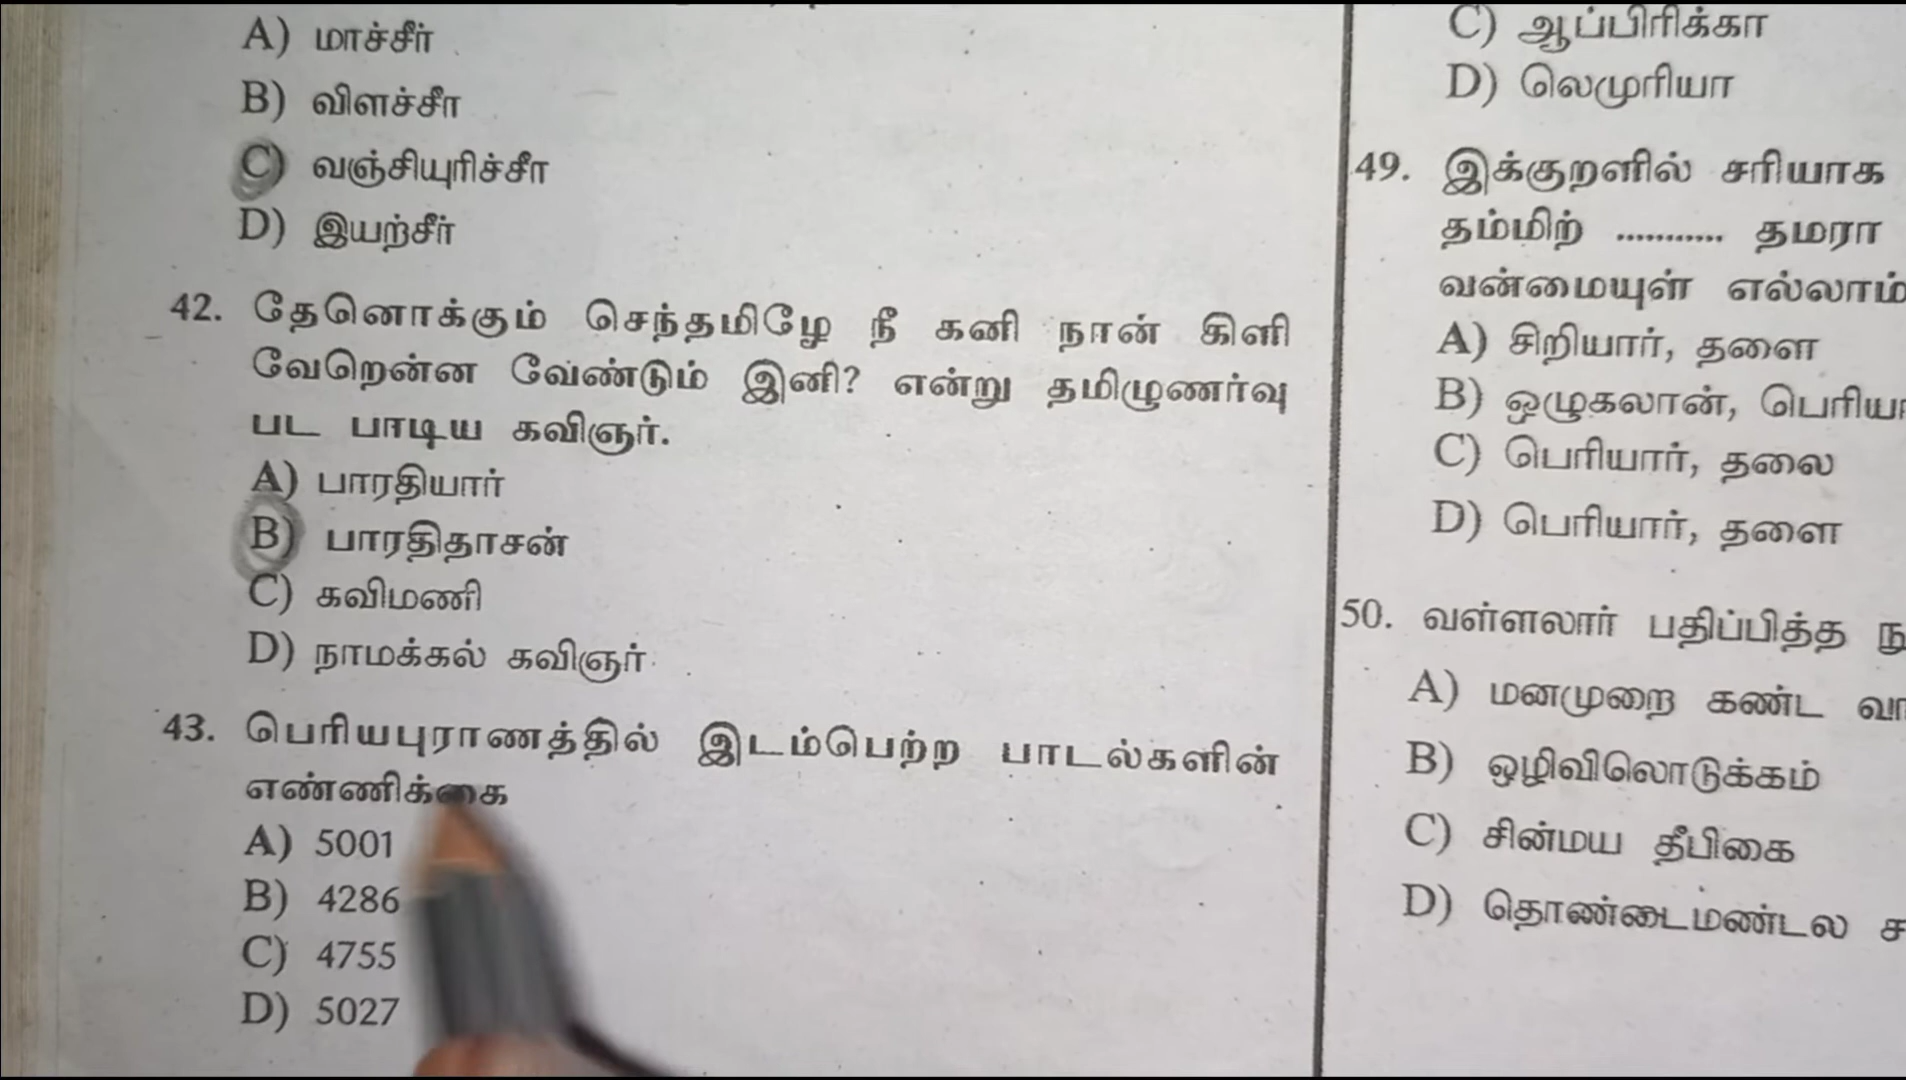 A) மாச்சீர்
B) விளச்சீர்
C) வஞ்சியுரிச்சீர்
D) இயற்சீர்
42. தேனொக்கும் செந்தமிழே நீ கனி நான் கிளி
வேறென்ன வேண்டும் இனி? என்று தமிழுணர்வு
பட பாடிய கவிஞர்.
A) பாரதியார்
B) பாரதிதாசன்
C) கவிமணி
D) நாமக்கல் கவிஞர்
43. பெரியபுராணத்தில் இடம்பெற்ற பாடல்களின்
எண்ணிக்கை
A) 5001
B) 4286
C) 4755
D) 5027
C) ஆப்பிரிக்கா
D) லெமுரியா
49. இக்குறளில் சரியாக
தம்மிற் ........... தமரா
வன்மையுள் எல்லாம்
A) சிறியார், தளை
B) ஒழுகலான், பெரியா
C) பெரியார், தலை
D) பெரியார், தளை
50. வள்ளலார் பதிப்பித்த நூ
A) மனுமுறை கண்ட வா
B) ஒழிவிலொடுக்கம்
C) சின்மய தீபிகை
D) தொண்டைமண்டல ச